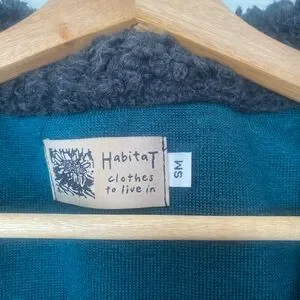 HabitaT
clothes
to live in
SM